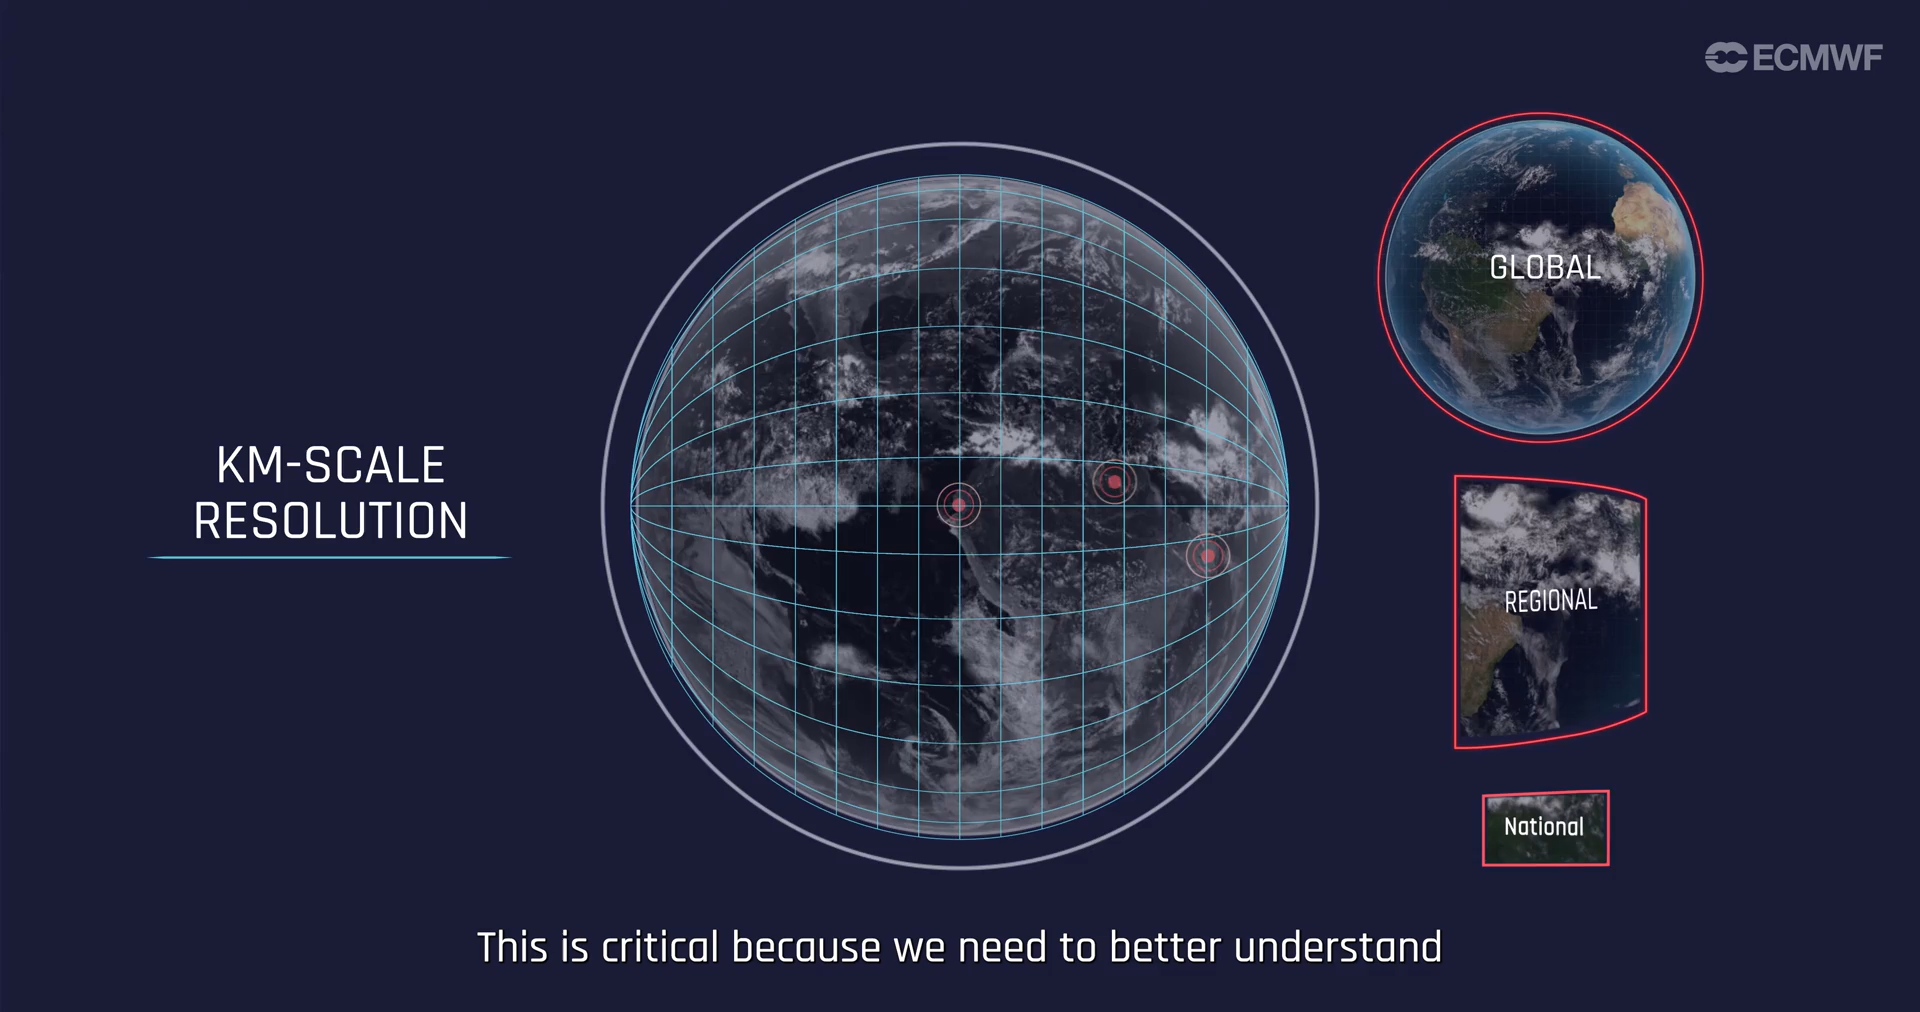 ECMWF
KM-SCALE
RESOLUTION
GLOBAL
REGIONAL
National
This is critical because we need to better understand